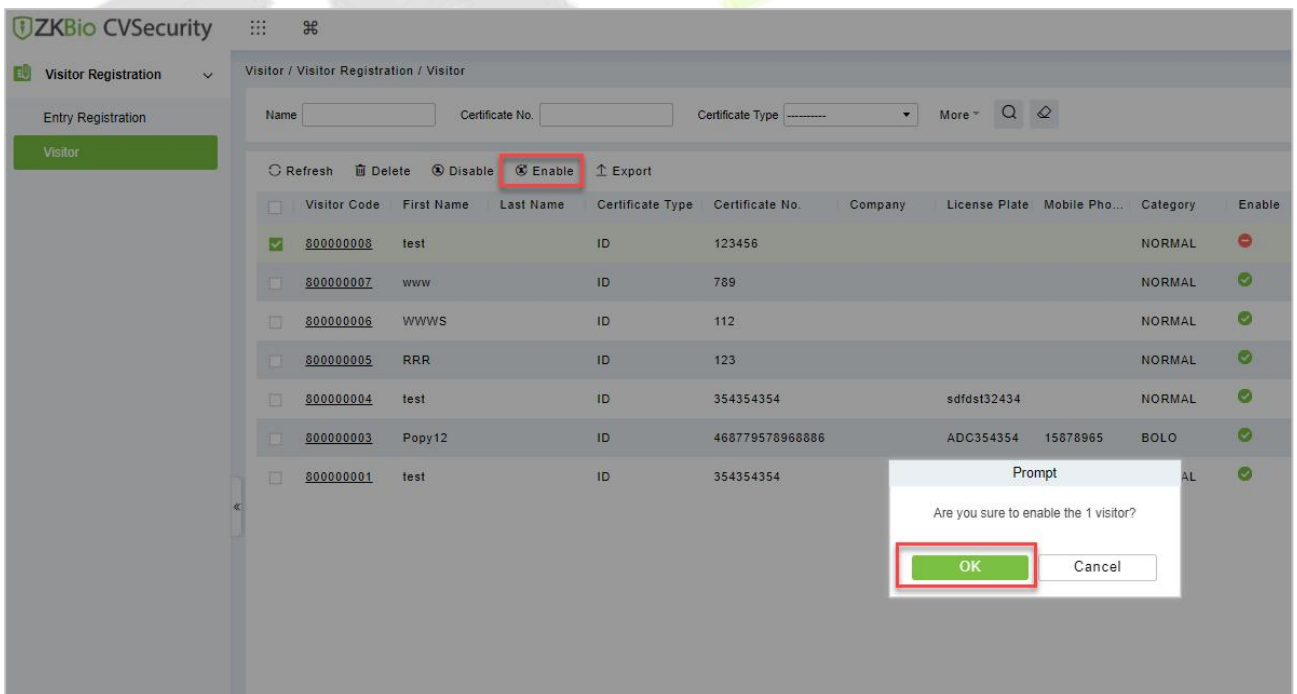 ZKBio CVSecurity
Visitor Registration
Visitor / Visitor Registration / Visitor
Entry Registration
Visitor
Name Certificate No. Certificate Type ---------- More
Refresh Delete Disable Enable Export
Visitor Code First Name Last Name Certificate Type Certificate No. Company License Plate Mobile Pho... Category Enable
800000008 test ID 123456 NORMAL
800000007 www ID 789 NORMAL
800000006 WWWS ID 112 NORMAL
800000005 RRR ID 123 NORMAL
800000004 test ID 354354354 sdfdst32434 NORMAL
800000003 Popy12 ID 468779578968886 ADC354354 15878965 BOLO
800000001 test ID 354354354 AL
Prompt
Are you sure to enable the 1 visitor?
OK Cancel